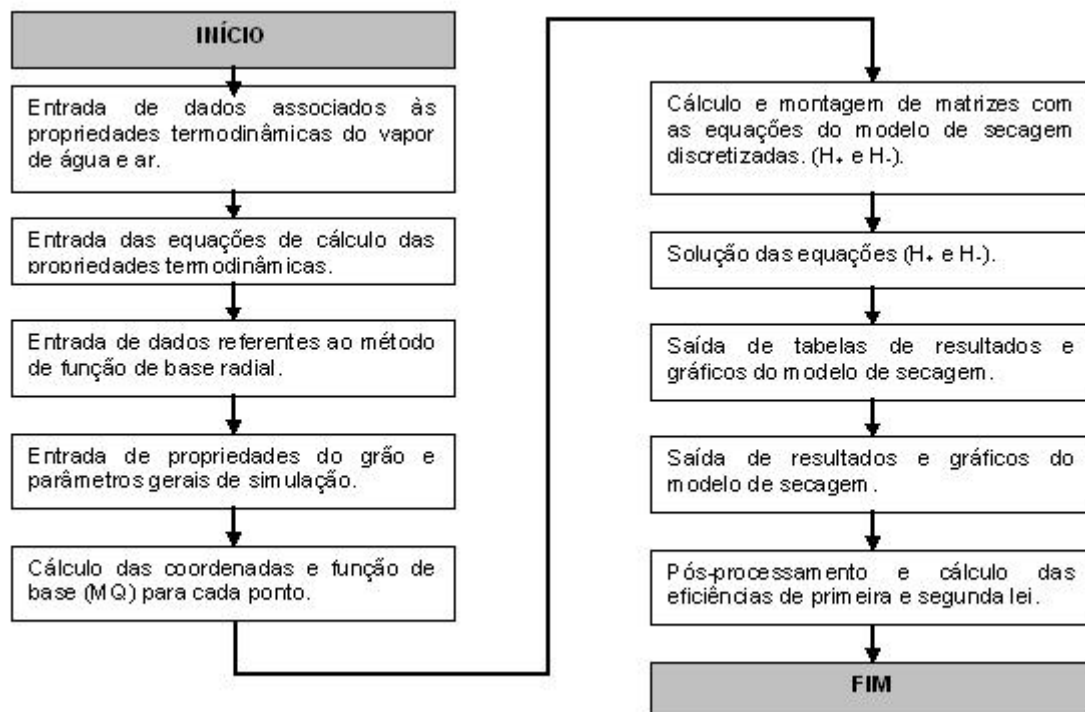 INÍCIO
Entrada de dados associados às
propriedades termodinâmicas do vapor
de água e ar.
Entrada das equações de cálculo das
propriedades termodinâmicas.
Entrada de dados referentes ao método
de função de base radial.
Entrada de propriedades do grão e
parâmetros gerais de simulação.
Cálculo das coordenadas e função de
base (MQ) para cada ponto.
Cálculo e montagem de matrizes com
as equações do modelo de secagem
discretizadas. (H₊ e H₋).
Solução das equações (H₊ e H₋).
Saída de tabelas de resultados e
gráficos do modelo de secagem.
Saída de resultados e gráficos do
modelo de secagem.
Pós-processamento e cálculo das
eficiências de primeira e segunda lei.
FIM